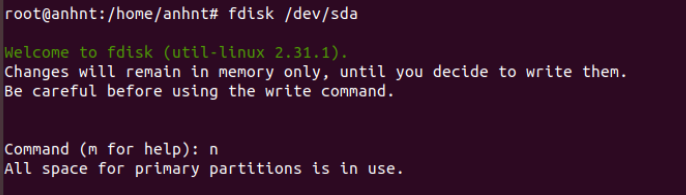 root@anhnt:/home/anhnt# fdisk /dev/sda
Welcome to fdisk (util-linux 2.31.1).
Changes will remain in memory only, until you decide to write them.
Be careful before using the write command.
Command (m for help): n
All space for primary partitions is in use.